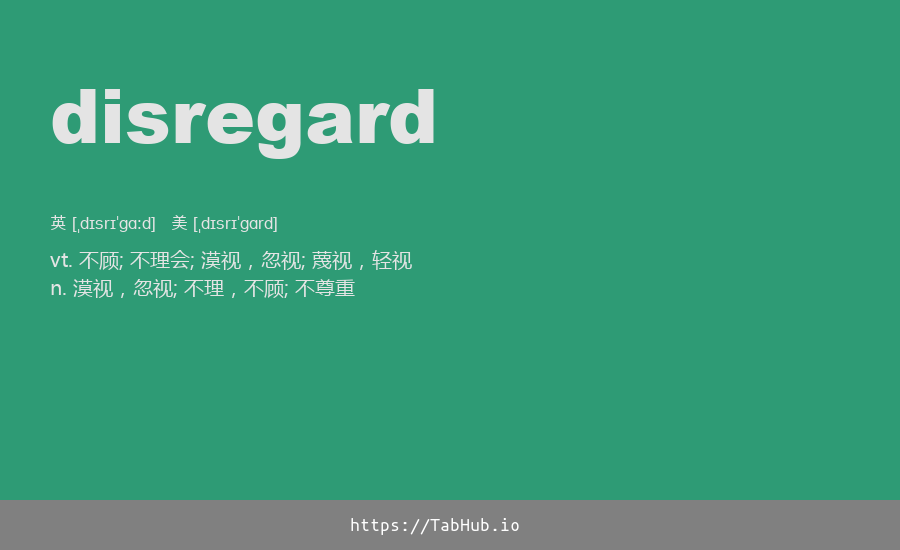 disregard
英 [ˌdɪsrɪˈɡɑːd] 美 [ˌdɪsrɪˈɡɑrd]
vt. 不顾; 不理会; 漠视，忽视; 蔑视，轻视
n. 漠视，忽视; 不理，不顾; 不尊重
https://TabHub.io